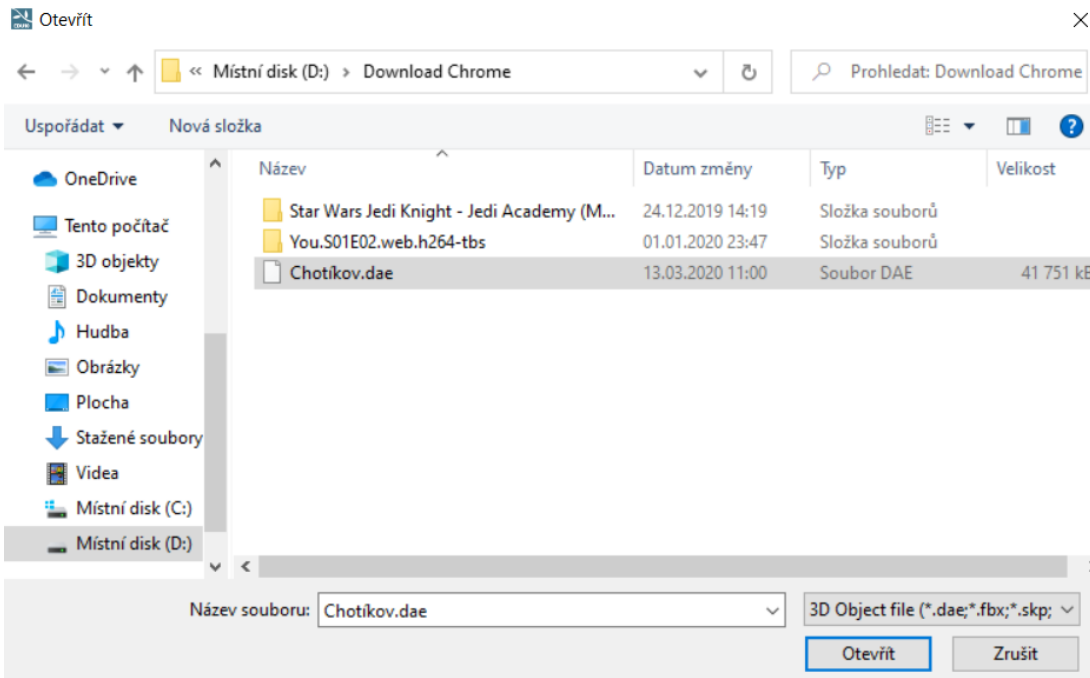 Otevřít
« Místní disk (D:) › Download Chrome
Prohledat: Download Chrome
Uspořádat
Nová složka
OneDrive
Tento počítač
3D objekty
Dokumenty
Hudba
Obrázky
Plocha
Stažené soubory
Videa
Místní disk (C:)
Místní disk (D:)
Název Datum změny Typ Velikost
Star Wars Jedi Knight - Jedi Academy (M... 24.12.2019 14:19 Složka souborů
You.S01E02.web.h264-tbs 01.01.2020 23:47 Složka souborů
Chotíkov.dae 13.03.2020 11:00 Soubor DAE 41 751 kB
Název souboru: Chotíkov.dae 3D Object file (*.dae;*.fbx;*.skp;
Otevřít Zrušit